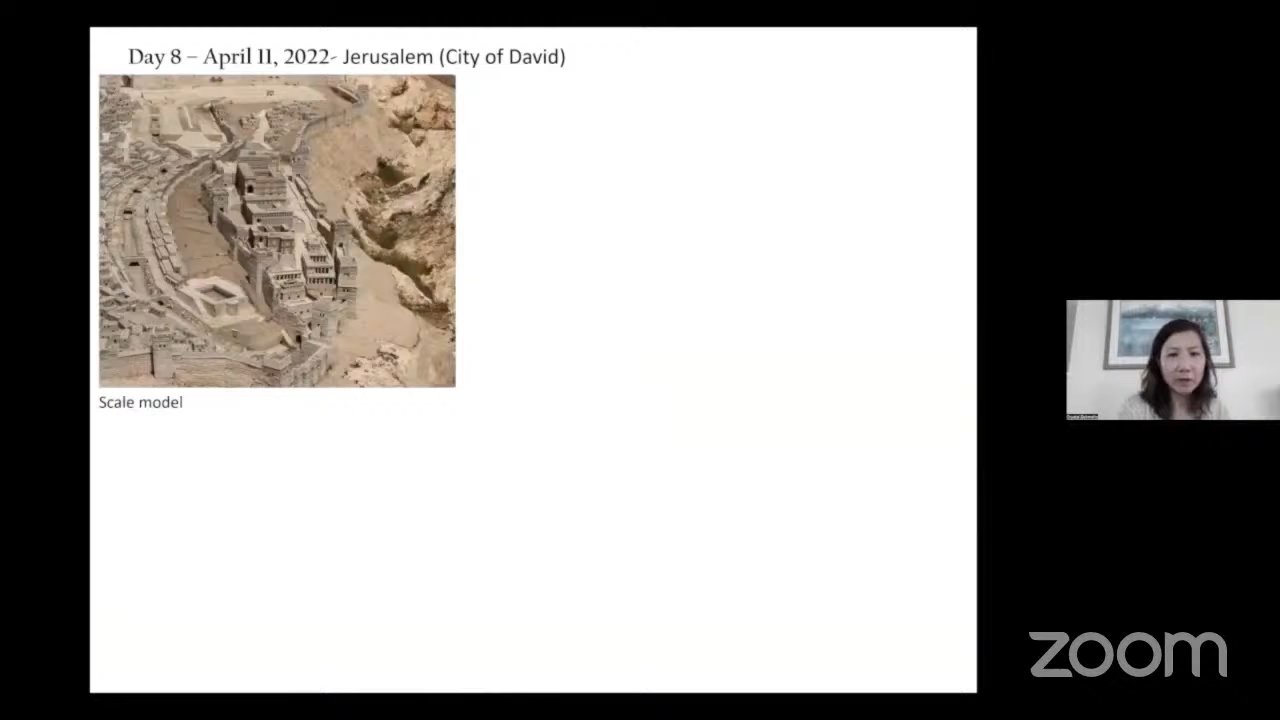 Day 8 – April 11, 2022- Jerusalem (City of David)
Scale model
zoom